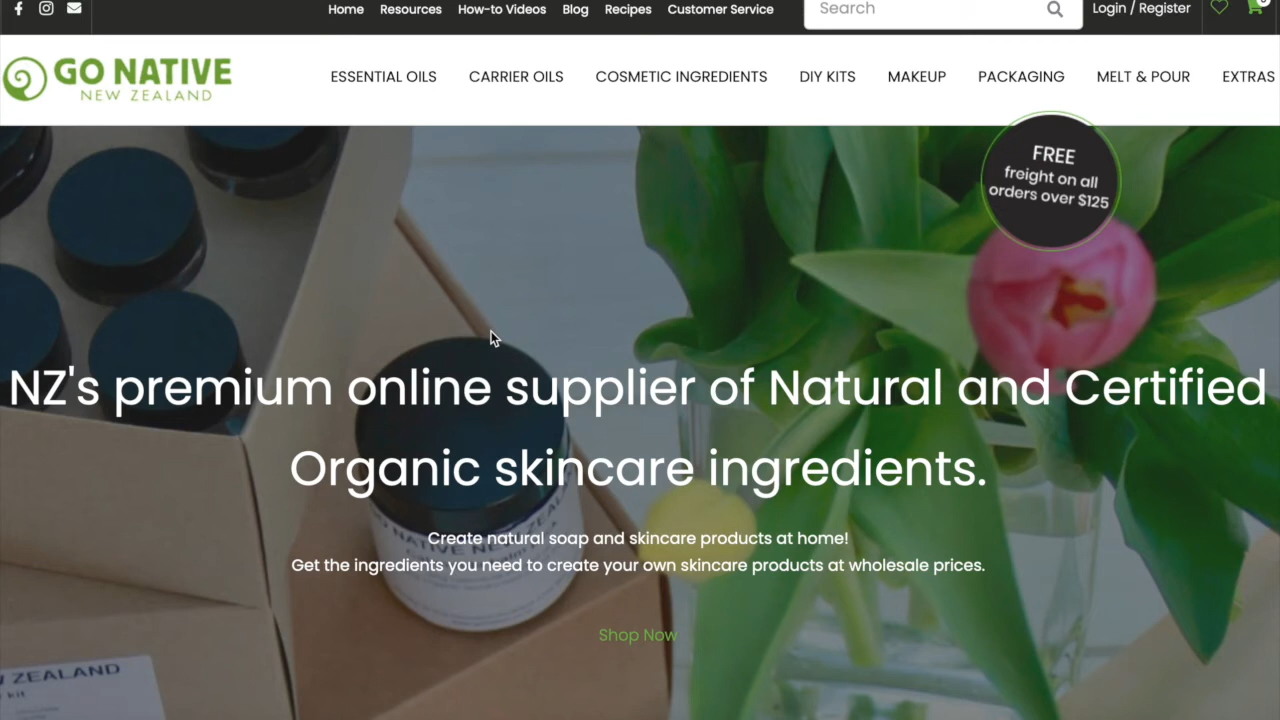 Home Resources How-to Videos Blog Recipes Customer Service Search Login / Register
GO NATIVE
NEW ZEALAND
ESSENTIAL OILS CARRIER OILS COSMETIC INGREDIENTS DIY KITS MAKEUP PACKAGING MELT & POUR EXTRAS
FREE
freight on all
orders over $125
NZ's premium online supplier of Natural and Certified
Organic skincare ingredients.
Create natural soap and skincare products at home!
Get the ingredients you need to create your own skincare products at wholesale prices.
Shop Now
ZEALAND
kit